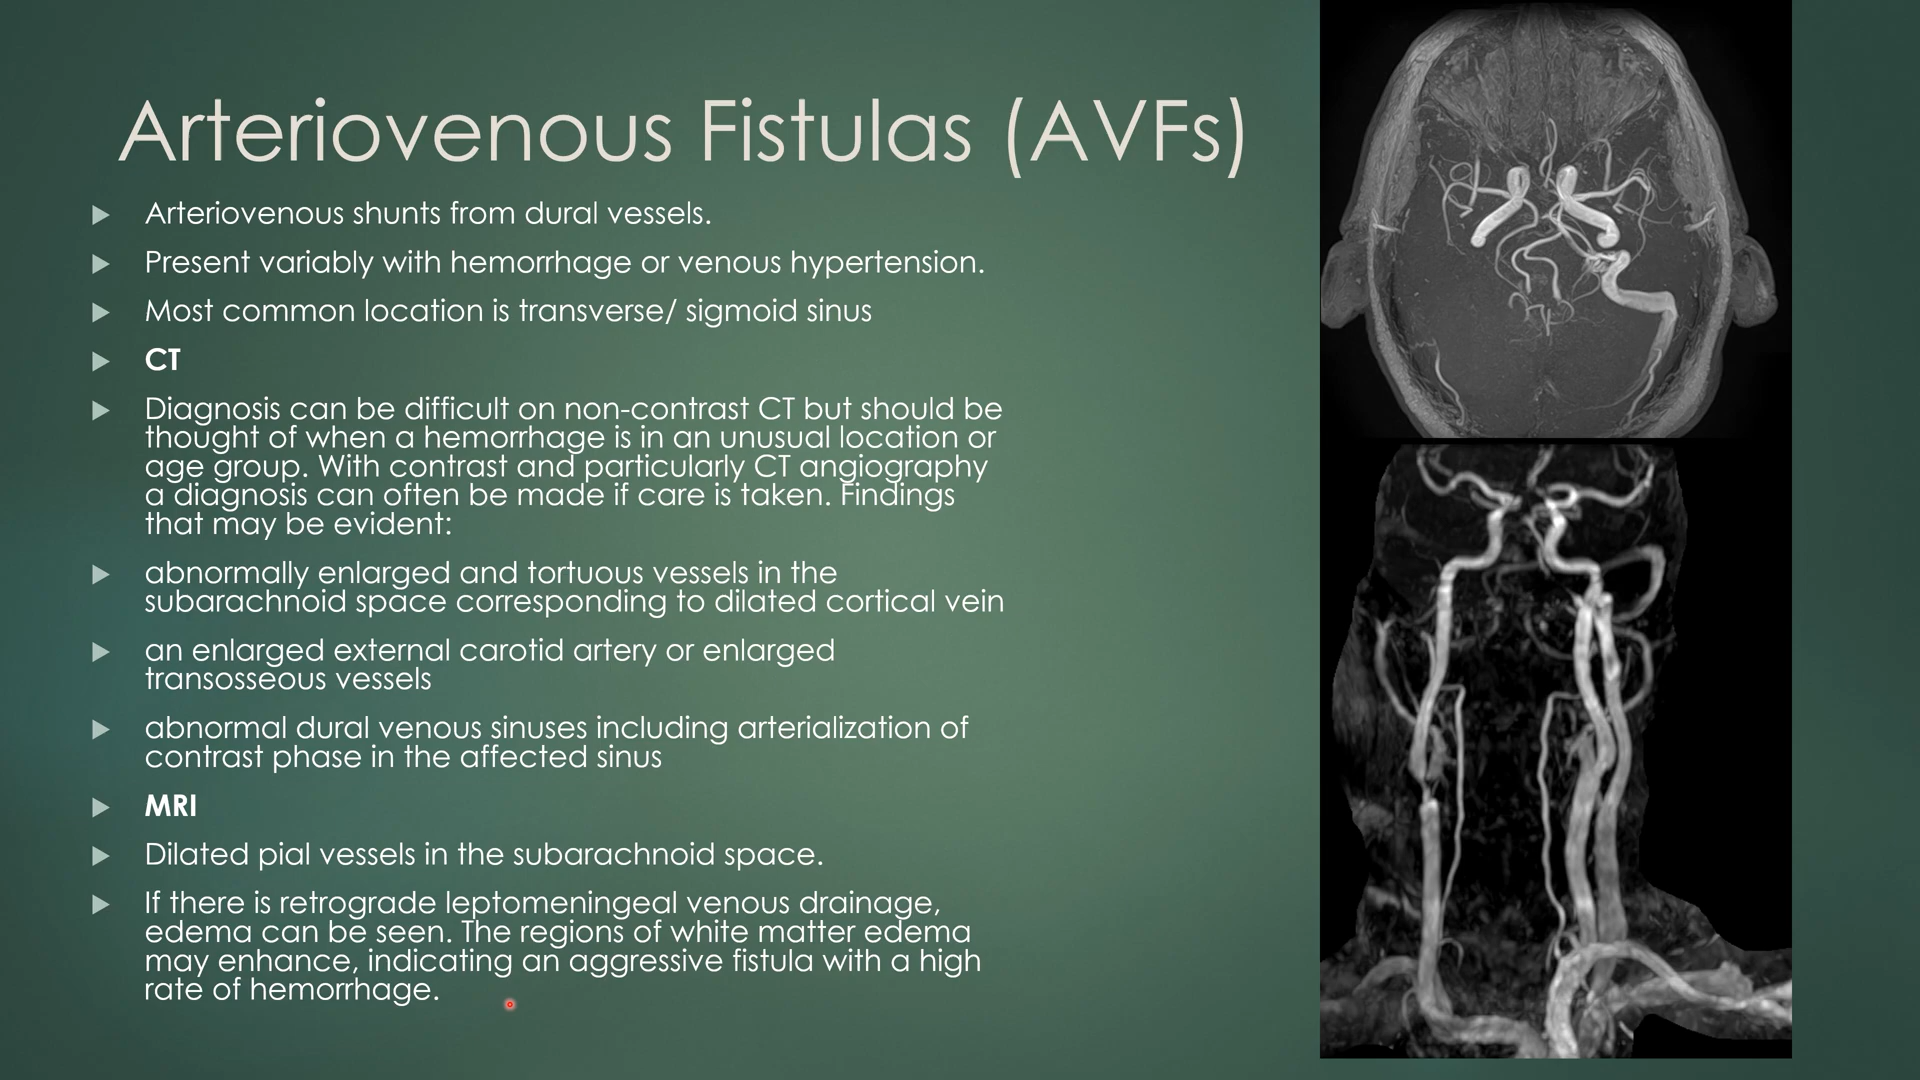 Arteriovenous Fistulas (AVFs)
Arteriovenous shunts from dural vessels.
Present variably with hemorrhage or venous hypertension.
Most common location is transverse/ sigmoid sinus
CT
Diagnosis can be difficult on non-contrast CT but should be
thought of when a hemorrhage is in an unusual location or
age group. With contrast and particularly CT angiography
a diagnosis can often be made if care is taken. Findings
that may be evident:
abnormally enlarged and tortuous vessels in the
subarachnoid space corresponding to dilated cortical vein
an enlarged external carotid artery or enlarged
transosseous vessels
abnormal dural venous sinuses including arterialization of
contrast phase in the affected sinus
MRI
Dilated pial vessels in the subarachnoid space.
If there is retrograde leptomeningeal venous drainage,
edema can be seen. The regions of white matter edema
may enhance, indicating an aggressive fistula with a high
rate of hemorrhage.